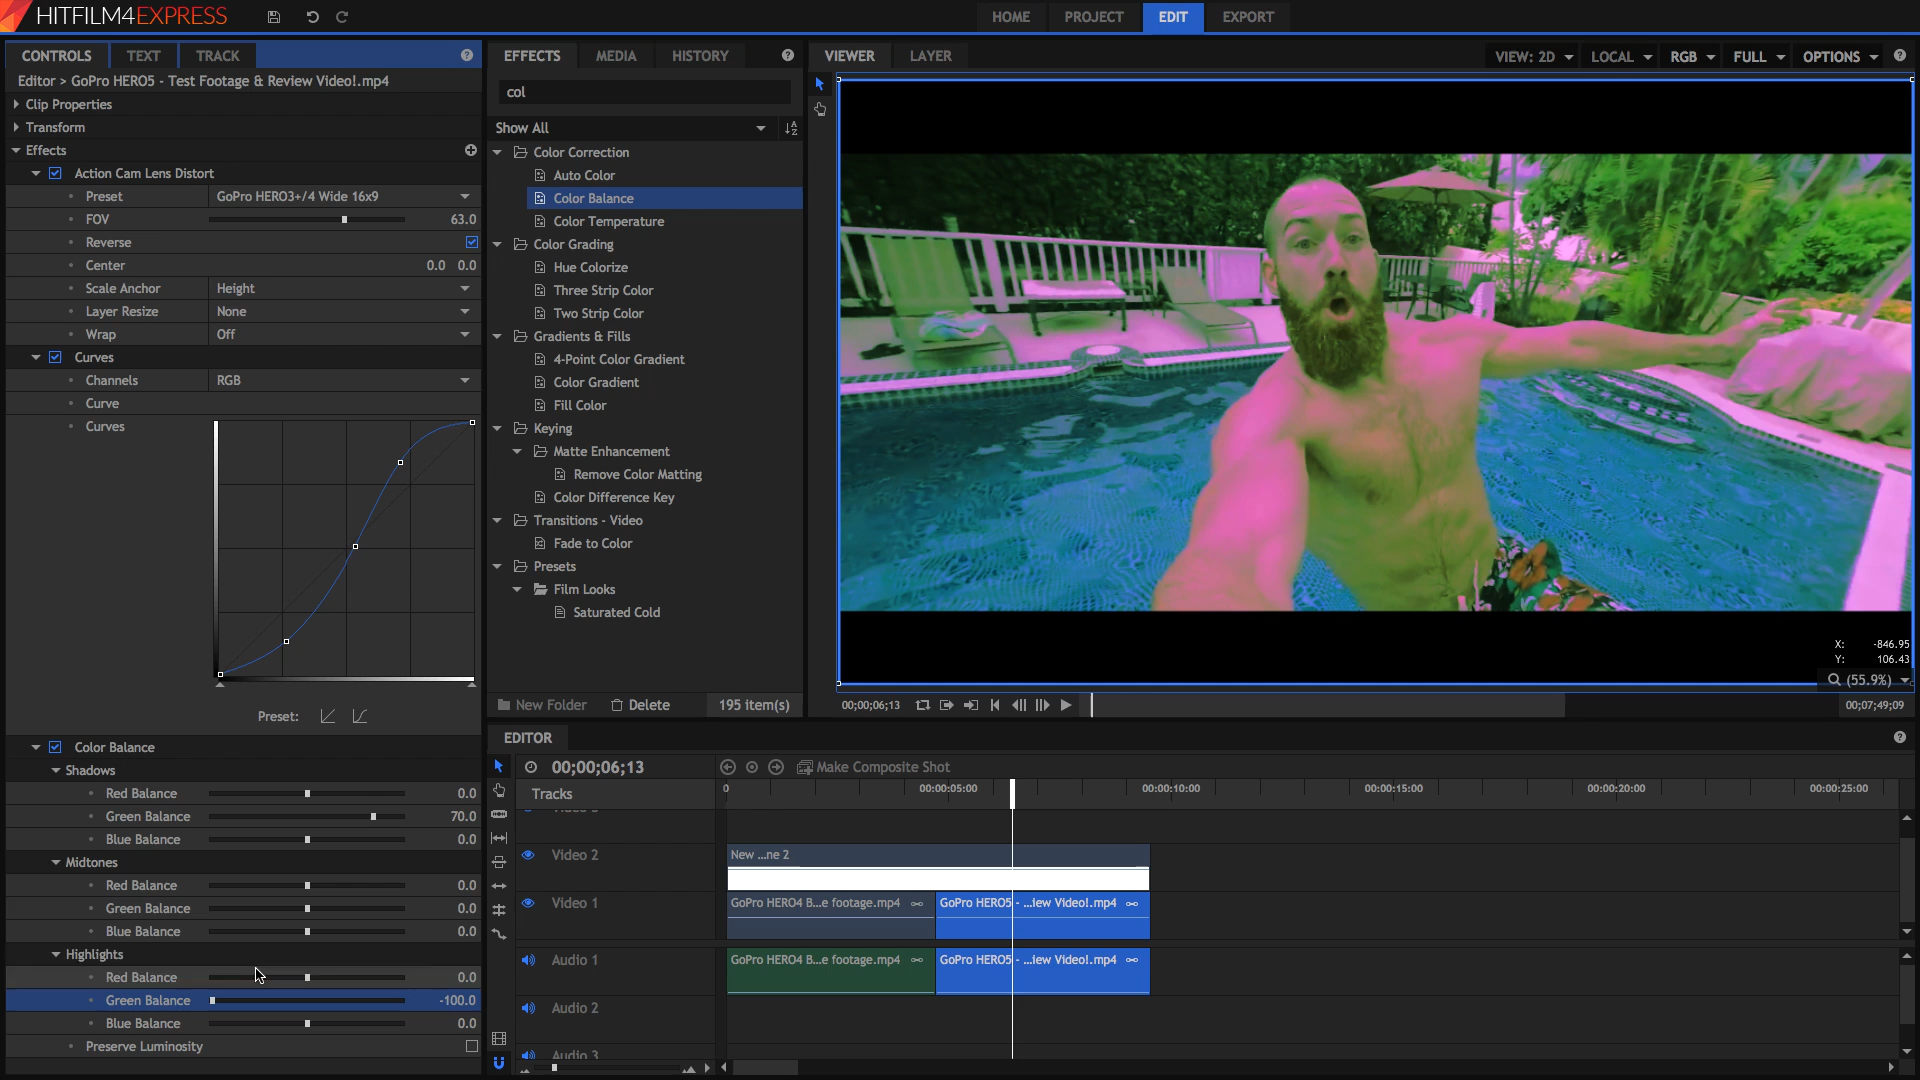 HITFILM4EXPRESS
HOME PROJECT EDIT EXPORT
CONTROLS TEXT TRACK
Editor > GoPro HERO5 - Test Footage & Review Video!.mp4
Clip Properties
Transform
Effects
Action Cam Lens Distort
Preset GoPro HERO3+/4 Wide 16x9
FOV 63.0
Reverse
Center 0.0 0.0
Scale Anchor Height
Layer Resize None
Wrap Off
Curves
Channels RGB
Curve
Curves
Preset:
Color Balance
Shadows
Red Balance 0.0
Green Balance 70.0
Blue Balance 0.0
Midtones
Red Balance 0.0
Green Balance 0.0
Blue Balance 0.0
Highlights
Red Balance 0.0
Green Balance -100.0
Blue Balance 0.0
Preserve Luminosity
EFFECTS MEDIA HISTORY
col
Show All
Color Correction
Auto Color
Color Balance
Color Temperature
Color Grading
Hue Colorize
Three Strip Color
Two Strip Color
Gradients & Fills
4-Point Color Gradient
Color Gradient
Fill Color
Keying
Matte Enhancement
Remove Color Matting
Color Difference Key
Transitions - Video
Fade to Color
Presets
Film Looks
Saturated Cold
New Folder Delete 195 item(s)
VIEWER LAYER VIEW: 2D LOCAL RGB FULL OPTIONS
X: -846.95
Y: 106.43
(55.9%)
00;00;06;13 00;07;49;09
EDITOR
00;00;06;13 Make Composite Shot
Tracks 0 00:00:05:00 00:00:10:00 00:00:15:00 00:00:20:00 00:00:25:00
Video 2 New ...ne 2
Video 1 GoPro HERO4 B...e footage.mp4 GoPro HERO5 - ...iew Video!.mp4
Audio 1 GoPro HERO4 B...e footage.mp4 GoPro HERO5 - ...iew Video!.mp4
Audio 2
Audio 3